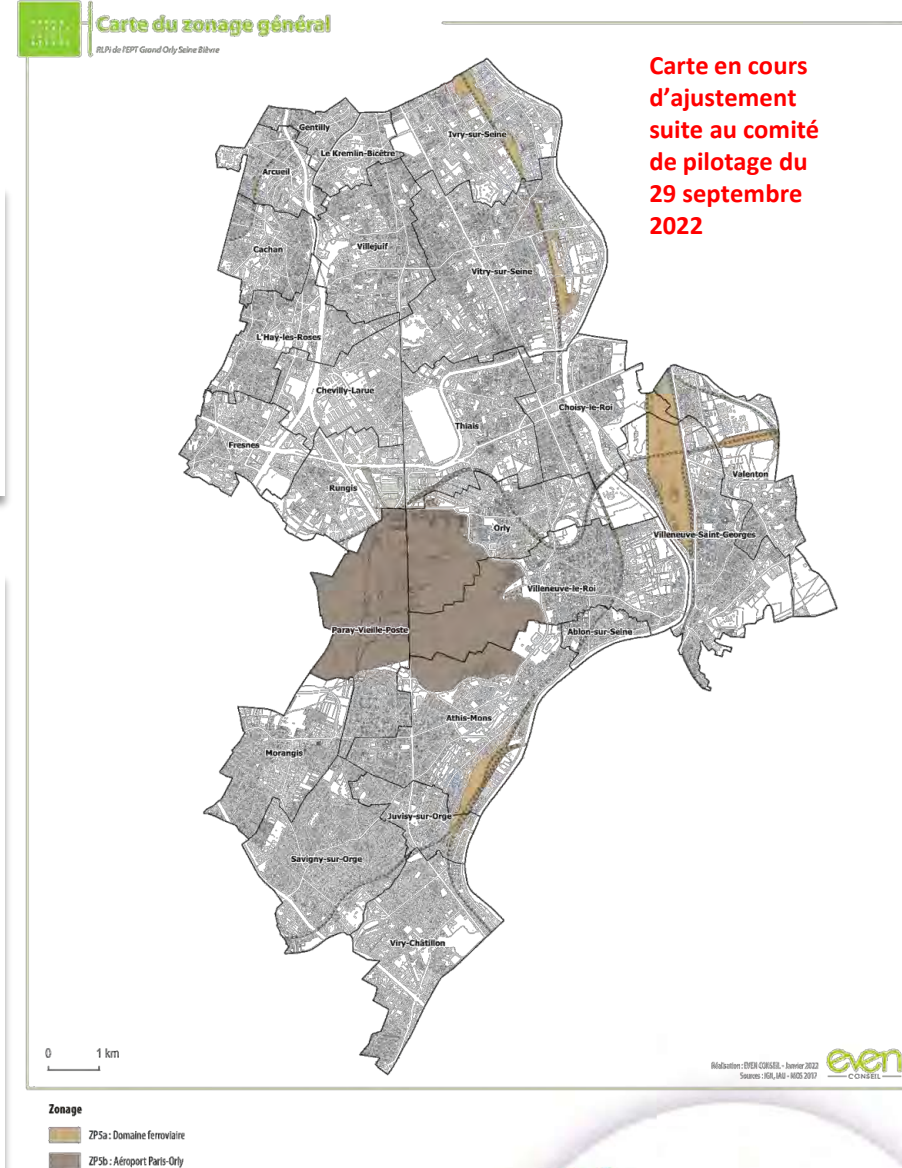 Carte du zonage général
RLPi de l'EPT Grand Orly Seine Bièvre
Carte en cours
d'ajustement
suite au comité
de pilotage du
29 septembre
2022
Gentilly
Ivry-sur-Seine
Le Kremlin-Bicêtre
Arcueil
Cachan
Villejuif
Vitry-sur-Seine
L'Hay-les-Roses
Chevilly-Larue
Choisy-le-Roi
Thiais
Fresnes
Valenton
Rungis
Orly
Villeneuve-Saint-Georges
Villeneuve-le-Roi
Paray-Vieille-Poste
Ablon-sur-Seine
Athis-Mons
Morangis
Juvisy-sur-Orge
Savigny-sur-Orge
Viry-Châtillon
0 1 km
Réalisation : EVEN CONSEIL - Janvier 2022
Sources : IGN, IAU - MOS 2017
even
CONSEIL
Zonage
ZP5a : Domaine ferroviaire
ZP5b : Aéroport Paris-Orly